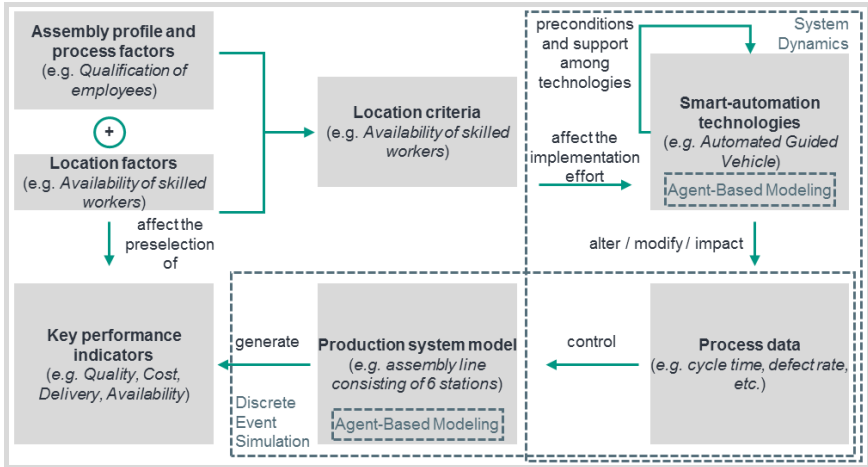 Assembly profile and
process factors
(e.g. Qualification of
employees)
+
Location factors
(e.g. Availability of skilled
workers)
Location criteria
(e.g. Availability of skilled
workers)
preconditions
and support
among
technologies
System
Dynamics
Smart-automation
technologies
(e.g. Automated Guided
Vehicle)
Agent-Based Modeling
affect the
implementation
effort
affect the
preselection
of
alter / modify / impact
Key performance
indicators
(e.g. Quality, Cost,
Delivery, Availability)
generate
Production system model
(e.g. assembly line
consisting of 6 stations)
Agent-Based Modeling
Discrete
Event
Simulation
control
Process data
(e.g. cycle time, defect rate,
etc.)